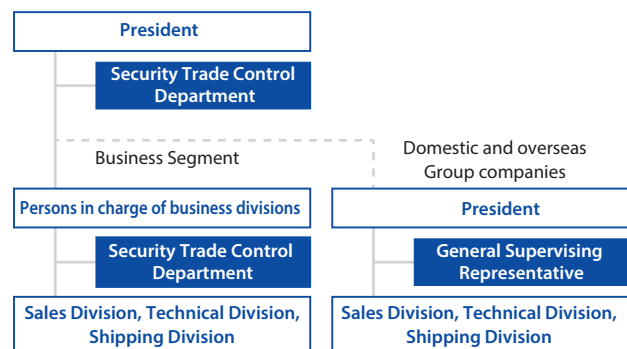 President
Security Trade Control
Department
Business Segment
Domestic and overseas
Group companies
Persons in charge of business divisions
President
Security Trade Control
Department
General Supervising
Representative
Sales Division, Technical Division,
Shipping Division
Sales Division, Technical Division,
Shipping Division